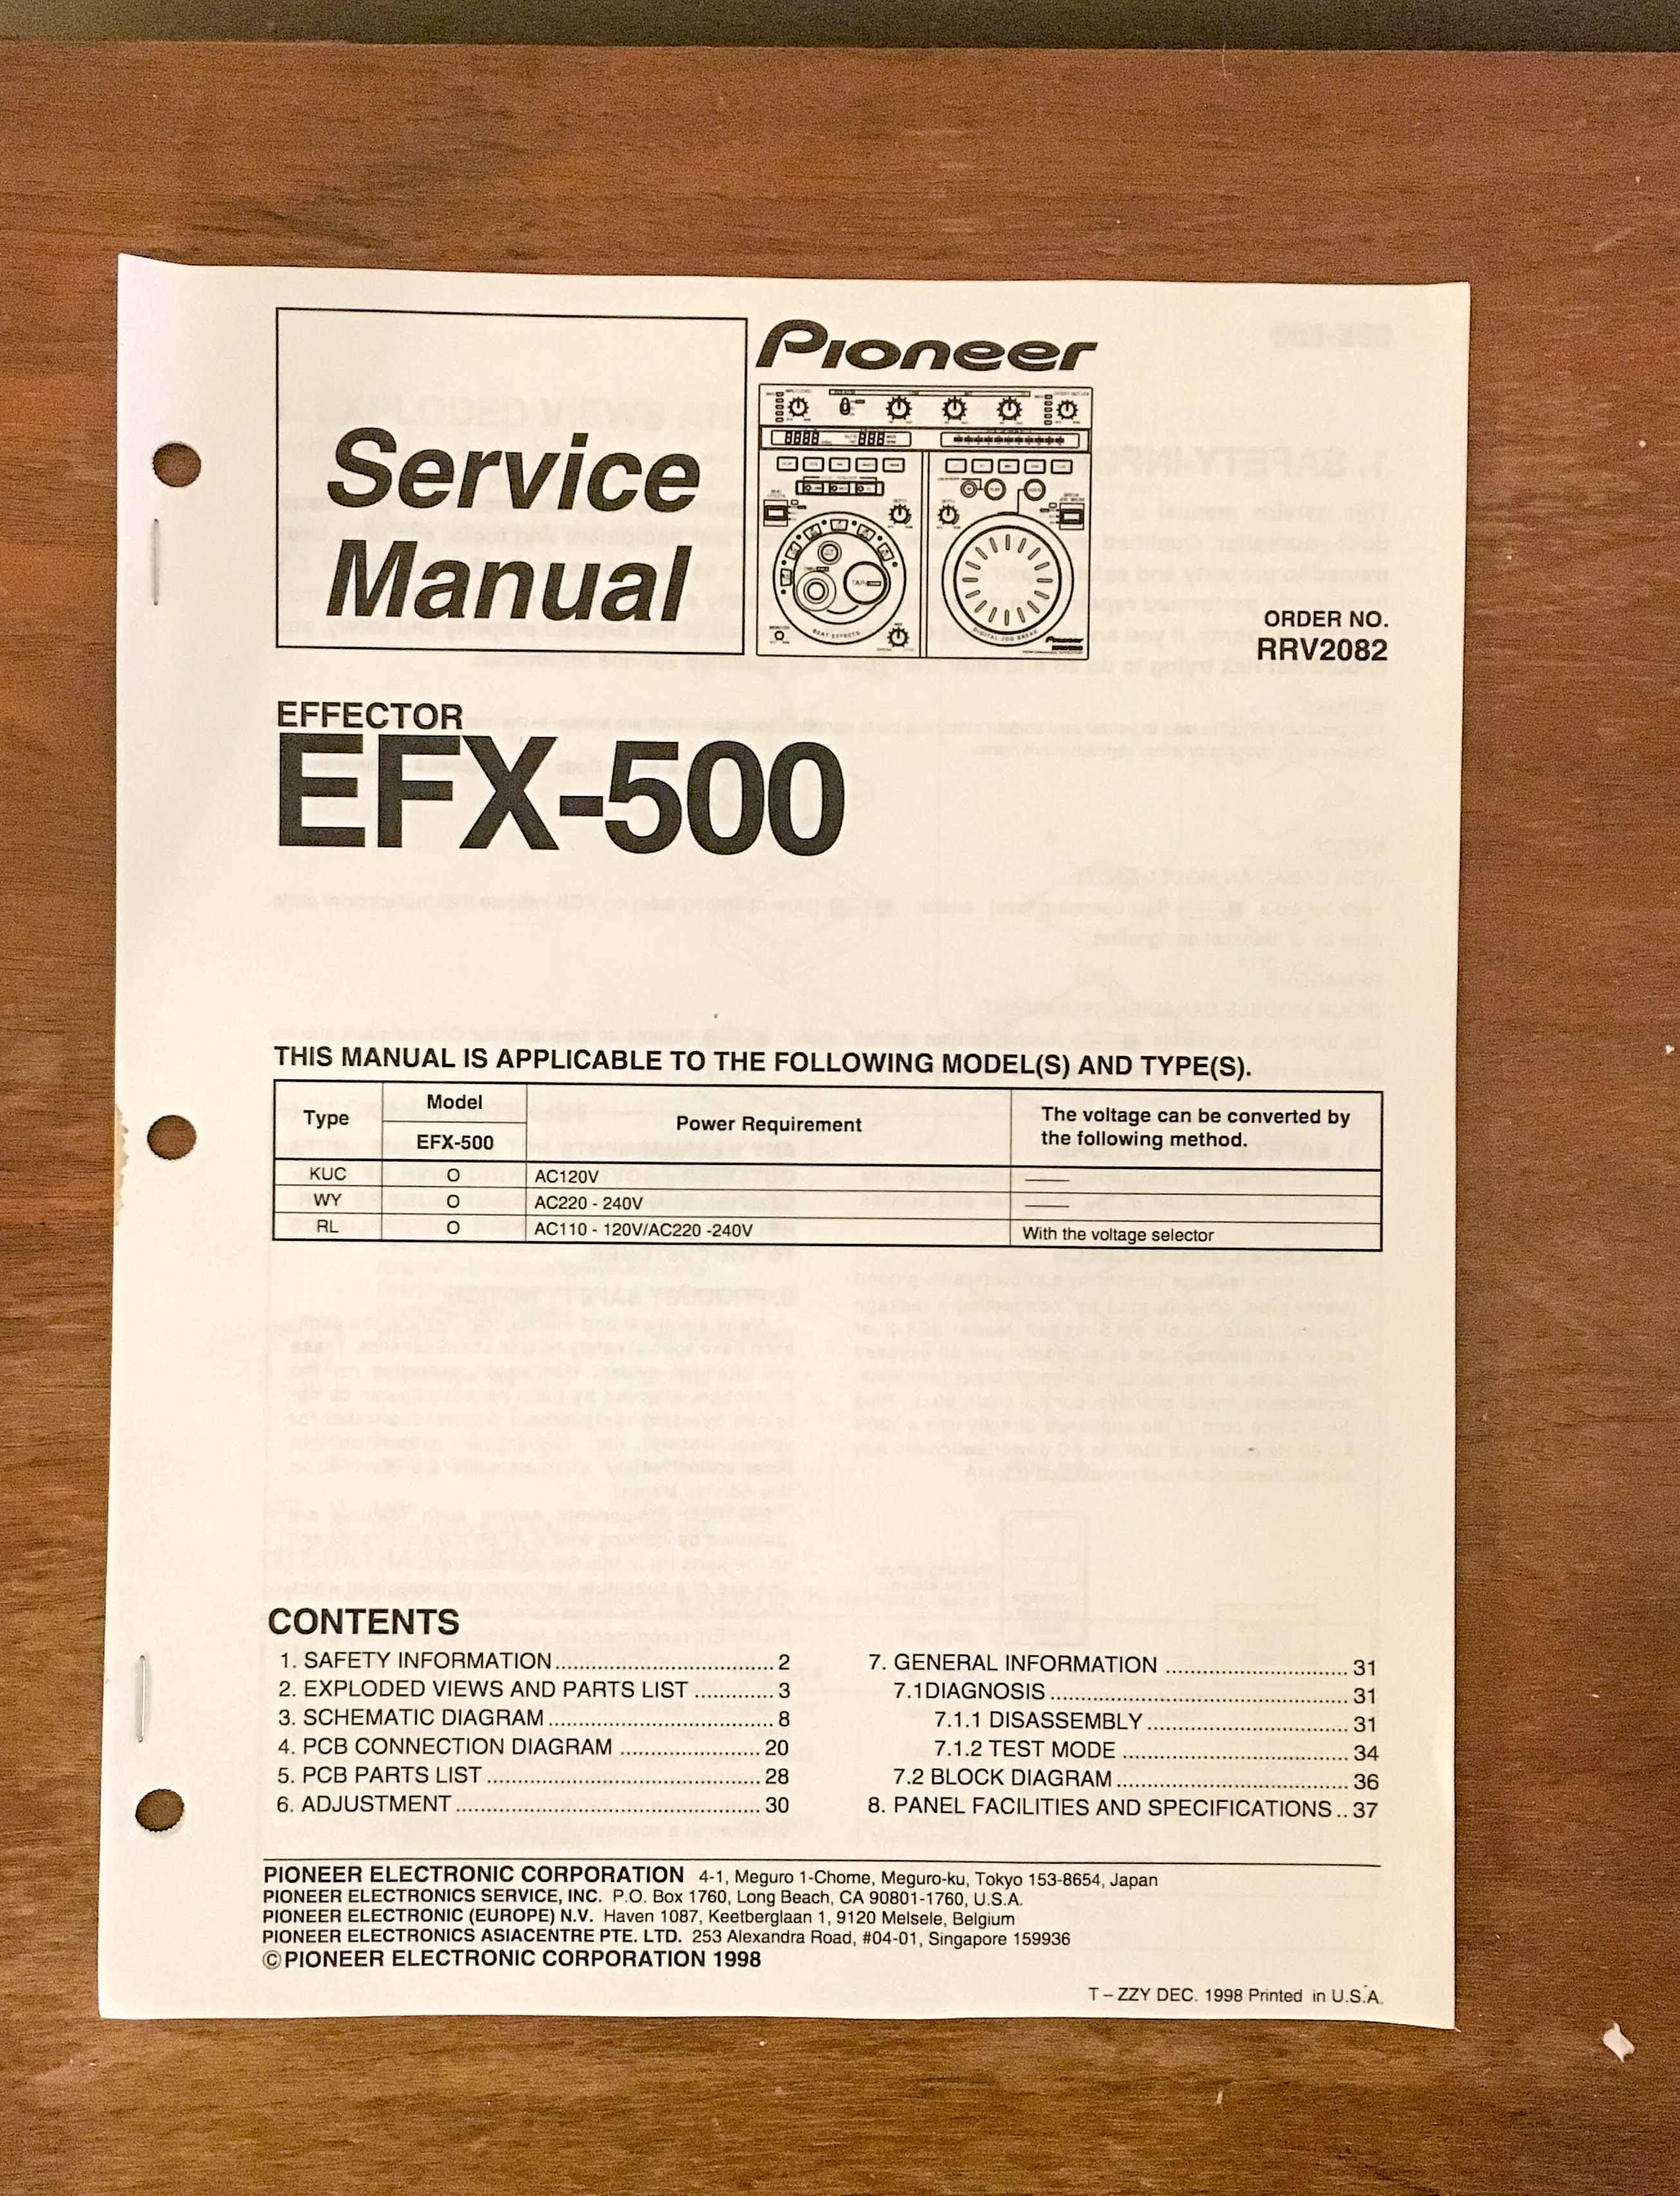 Service
Manual
Pioneer
ORDER NO.
RRV2082
EFFECTOR
EFX-500
THIS MANUAL IS APPLICABLE TO THE FOLLOWING MODEL(S) AND TYPE(S).
Type Model Power Requirement The voltage can be converted by
the following method.
EFX-500
KUC O AC120V ——
WY O AC220 - 240V ——
RL O AC110 - 120V/AC220 -240V With the voltage selector
CONTENTS
1. SAFETY INFORMATION................................ 2
2. EXPLODED VIEWS AND PARTS LIST ............ 3
3. SCHEMATIC DIAGRAM................................. 8
4. PCB CONNECTION DIAGRAM ..................... 20
5. PCB PARTS LIST ......................................... 28
6. ADJUSTMENT ............................................. 30
7. GENERAL INFORMATION ........................... 31
7.1DIAGNOSIS ............................................ 31
7.1.1 DISASSEMBLY .............................. 31
7.1.2 TEST MODE .................................. 34
7.2 BLOCK DIAGRAM ................................... 36
8. PANEL FACILITIES AND SPECIFICATIONS .. 37
PIONEER ELECTRONIC CORPORATION 4-1, Meguro 1-Chome, Meguro-ku, Tokyo 153-8654, Japan
PIONEER ELECTRONICS SERVICE, INC. P.O. Box 1760, Long Beach, CA 90801-1760, U.S.A.
PIONEER ELECTRONIC (EUROPE) N.V. Haven 1087, Keetberglaan 1, 9120 Melsele, Belgium
PIONEER ELECTRONICS ASIACENTRE PTE. LTD. 253 Alexandra Road, #04-01, Singapore 159936
©PIONEER ELECTRONIC CORPORATION 1998
T – ZZY DEC. 1998 Printed in U.S.A.